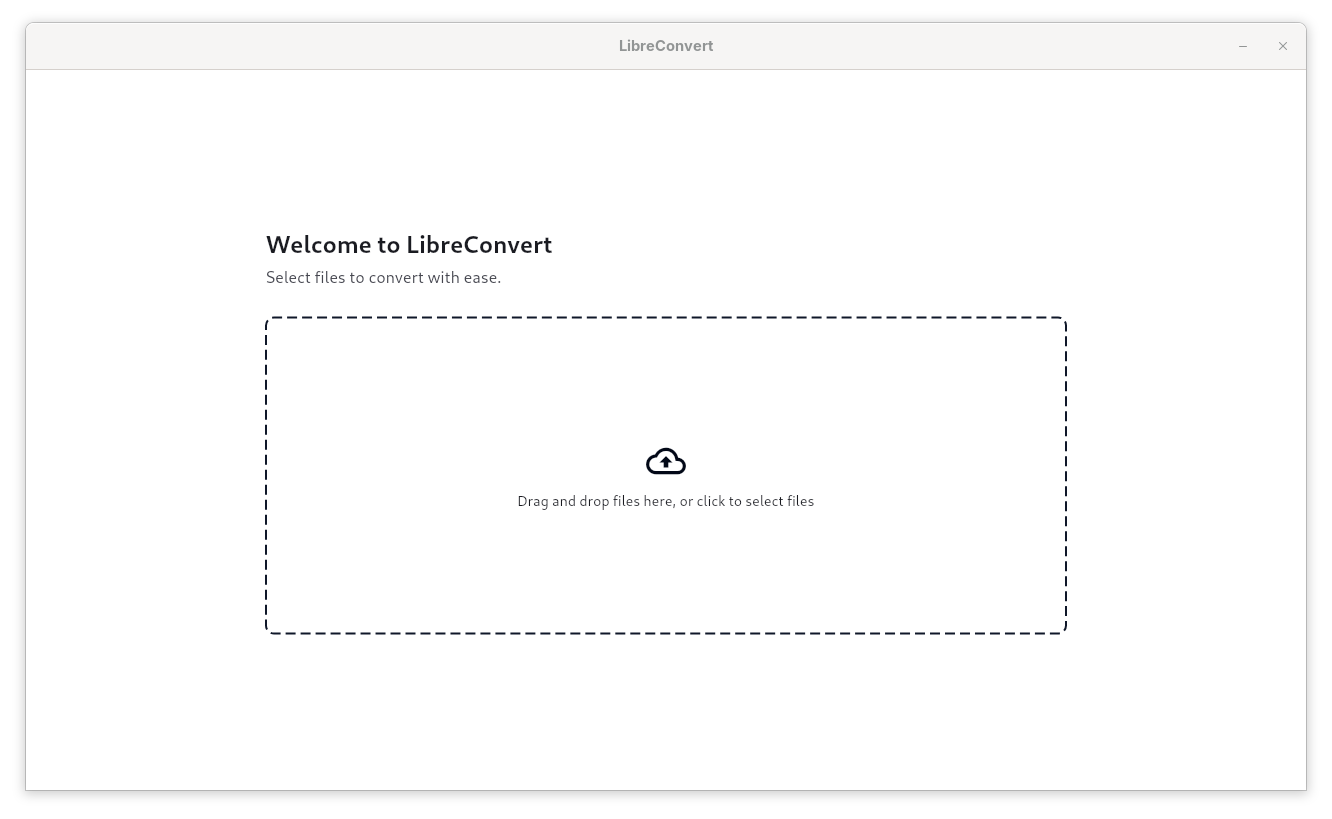 LibreConvert
Welcome to LibreConvert
Select files to convert with ease.
Drag and drop files here, or click to select files